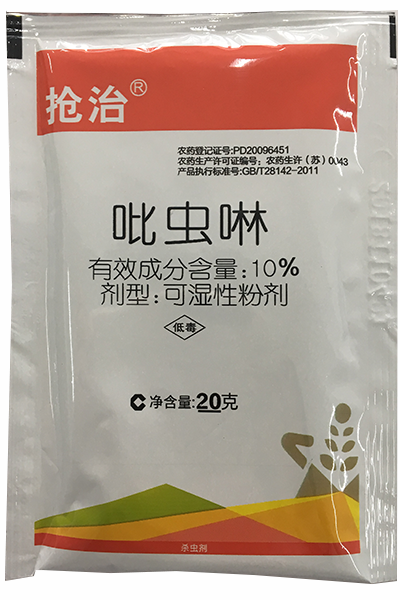 抢治®
农药登记证号:PD20096451
农药生产许可证编号：农药生许（苏）0043
产品执行标准号:GB/T28142-2011
吡虫啉
有效成分含量:10%
剂型:可湿性粉剂
低毒
净含量:20克
杀虫剂